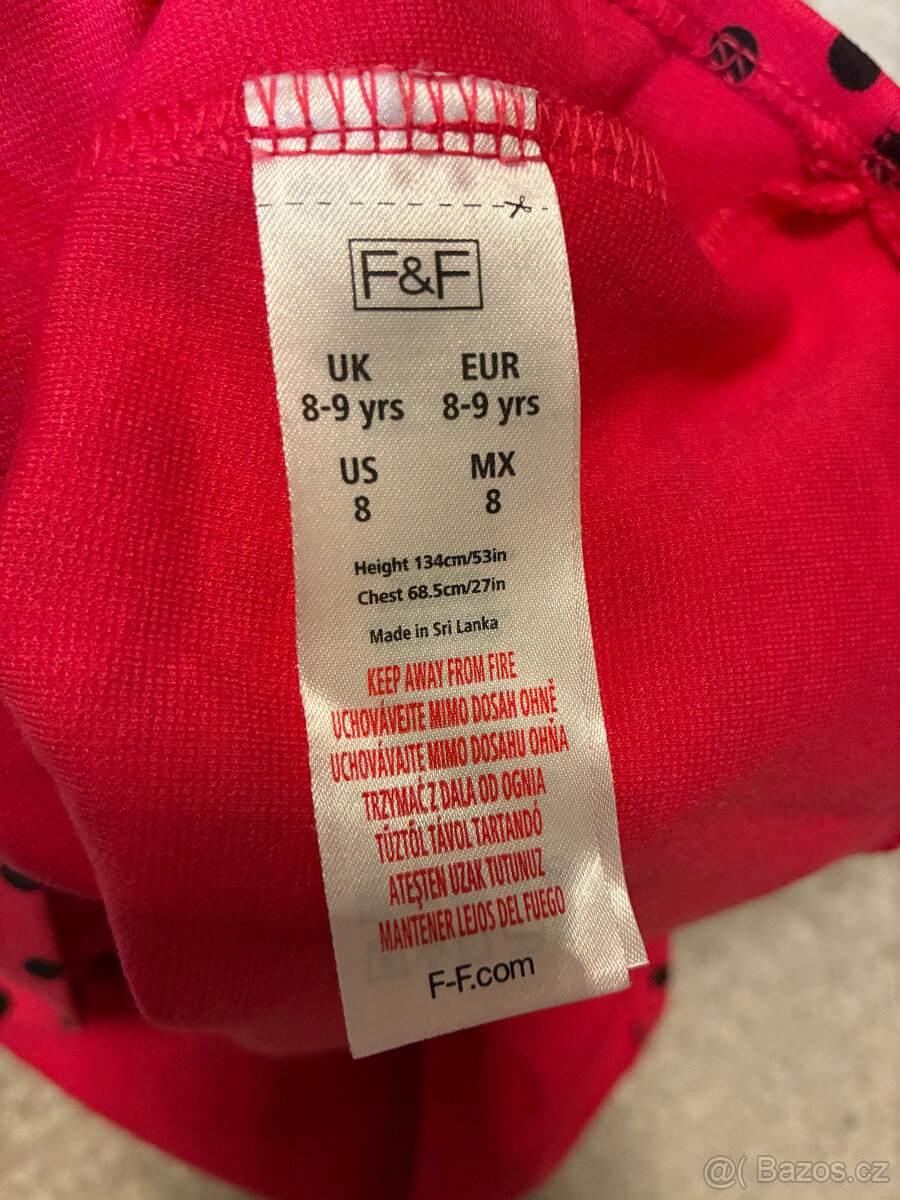 F&F
UK EUR
8-9 yrs 8-9 yrs
US MX
8 8
Height 134cm/53in
Chest 68.5cm/27in
Made in Sri Lanka
KEEP AWAY FROM FIRE
UCHOVÁVEJTE MIMO DOSAH OHNĚ
UCHOVÁVAJTE MIMO DOSAHU OHŇA
TRZYMAĆ Z DALA OD OGNIA
TŰZTŐL TÁVOL TARTANDÓ
ATEŞTEN UZAK TUTUNUZ
MANTENER LEJOS DEL FUEGO
F-F.com
@( Bazos.cz